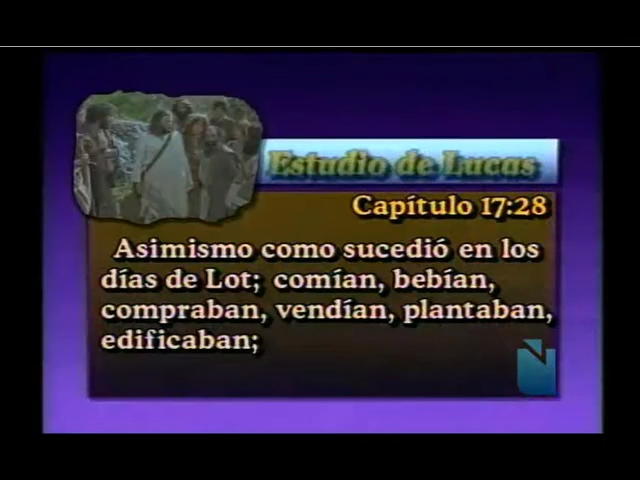 Estudio de Lucas
Capítulo 17:28
Asimismo como sucedió en los
días de Lot; comían, bebían,
compraban, vendían, plantaban,
edificaban;